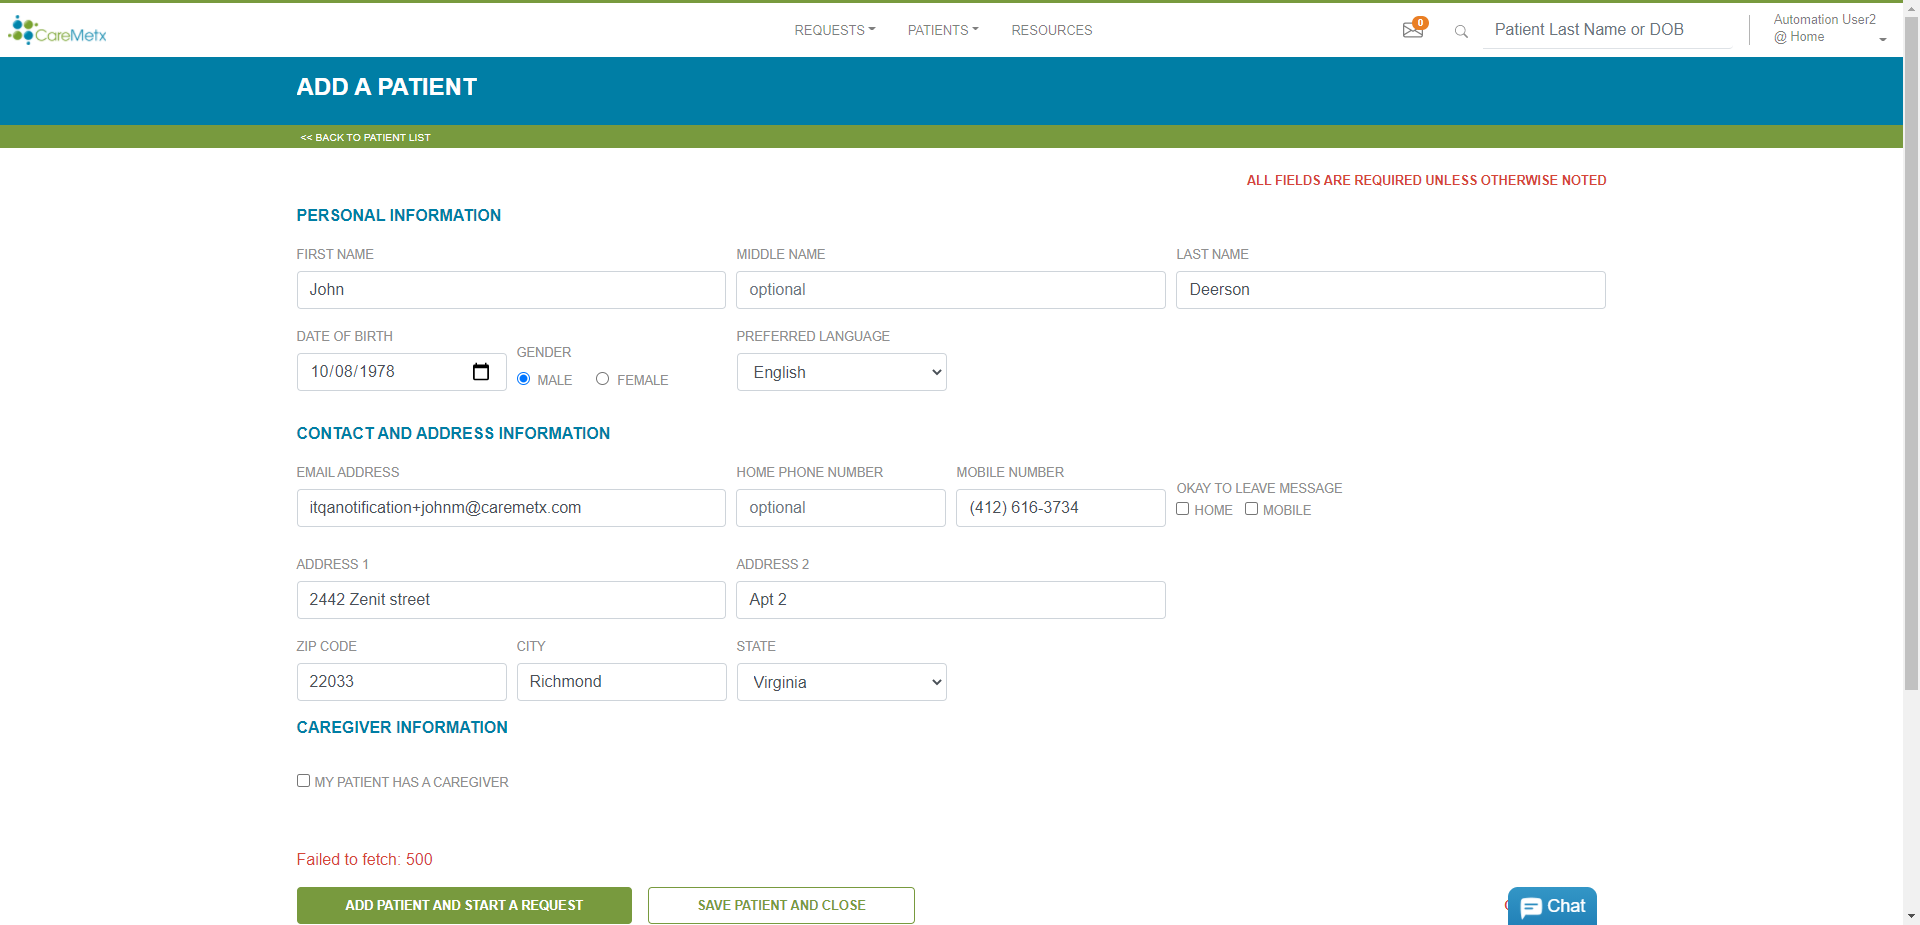 CareMetx
REQUESTS PATIENTS RESOURCES
0
Patient Last Name or DOB
Automation User2
@ Home
ADD A PATIENT
<< BACK TO PATIENT LIST
ALL FIELDS ARE REQUIRED UNLESS OTHERWISE NOTED
PERSONAL INFORMATION
FIRST NAME MIDDLE NAME LAST NAME
John optional Deerson
DATE OF BIRTH GENDER PREFERRED LANGUAGE
10/08/1978 MALE FEMALE English
CONTACT AND ADDRESS INFORMATION
EMAIL ADDRESS HOME PHONE NUMBER MOBILE NUMBER OKAY TO LEAVE MESSAGE
itqanotification+johnm@caremetx.com optional (412) 616-3734 HOME MOBILE
ADDRESS 1 ADDRESS 2
2442 Zenit street Apt 2
ZIP CODE CITY STATE
22033 Richmond Virginia
CAREGIVER INFORMATION
MY PATIENT HAS A CAREGIVER
Failed to fetch: 500
ADD PATIENT AND START A REQUEST SAVE PATIENT AND CLOSE Chat